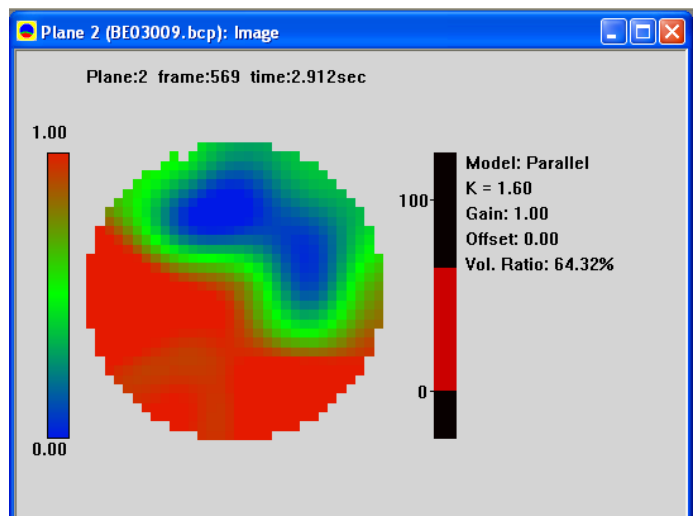 Plane 2 (BE03009.bcp): Image
Plane:2 frame:569 time:2.912sec
1.00
0.00
100
0
Model: Parallel
K = 1.60
Gain: 1.00
Offset: 0.00
Vol. Ratio: 64.32%